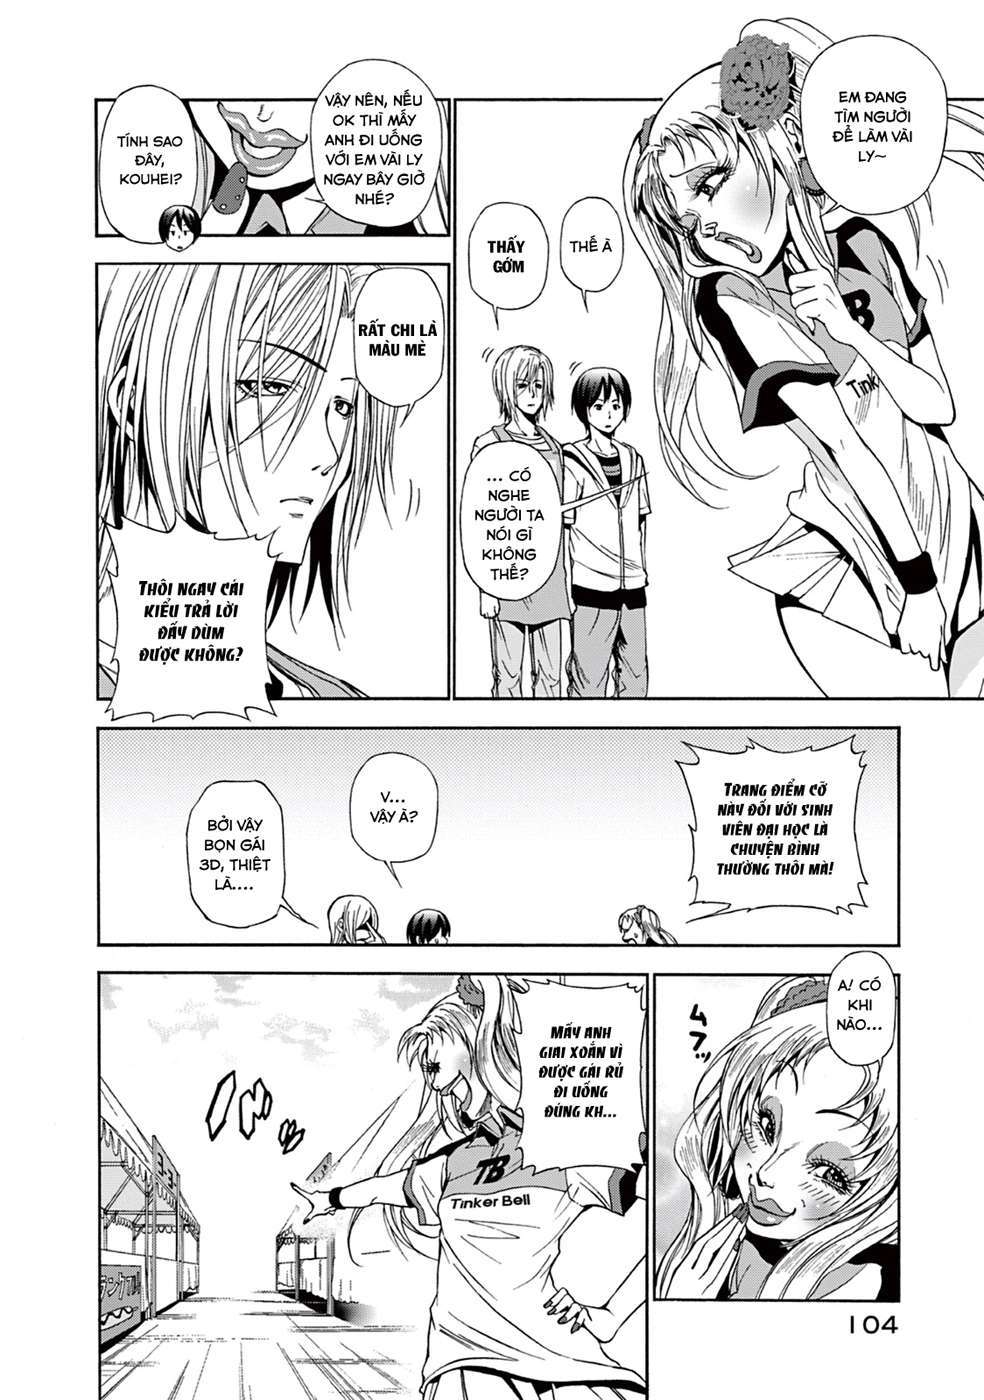 EM ĐANG
TÌM NGƯỜI
ĐỂ LÀM VÀI
LY~
THẾ À
THẤY
GỚM
B
Tink
... CÓ
NGHE
NGƯỜI TA
NÓI GÌ
KHÔNG
THẾ?
VẬY NÊN, NẾU
OK THÌ MẤY
ANH ĐI UỐNG
VỚI EM VÀI LY
NGAY BÂY GIỜ
NHÉ?
TÍNH SAO
ĐÂY,
KOUHEI?
RẤT CHI LÀ
MÀU MÈ
THÔI NGAY CÁI
KIỂU TRẢ LỜI
ĐẤY DÙM
ĐƯỢC KHÔNG?
TRANG ĐIỂM CỠ
NÀY ĐỐI VỚI SINH
VIÊN ĐẠI HỌC LÀ
CHUYỆN BÌNH
THƯỜNG THÔI MÀ!
V...
VẬY À?
BỞI VẬY
BỌN GÁI
3D, THIỆT
LÀ....
A! CÓ
KHI
NÀO...
MẤY ANH
GIAI XOẮN VÌ
ĐƯỢC GÁI RỦ
ĐI UỐNG
ĐÚNG KH...
TB
Tinker Bell
104